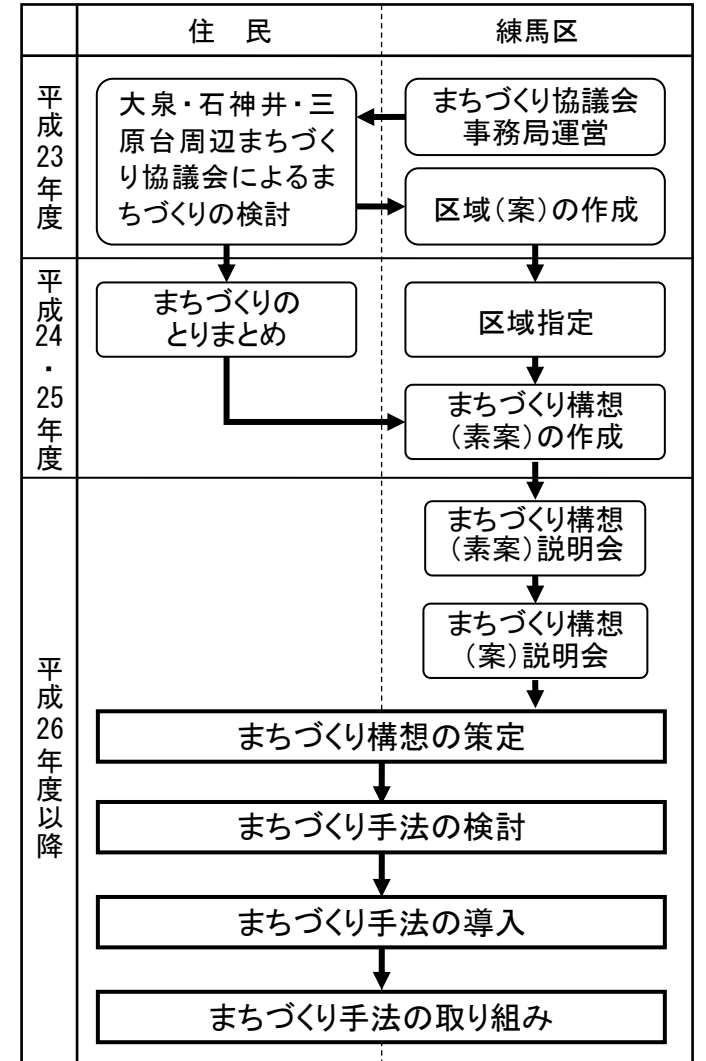 住　民
練馬区
平成23年度
大泉・石神井・三
原台周辺まちづく
り協議会によるま
ちづくりの検討
まちづくり協議会
事務局運営
区域（案）の作成
平成24・25年度
まちづくりの
とりまとめ
区域指定
まちづくり構想
（素案）の作成
平成26年度以降
まちづくり構想
（素案）説明会
まちづくり構想
（案）説明会
まちづくり構想の策定
まちづくり手法の検討
まちづくり手法の導入
まちづくり手法の取り組み